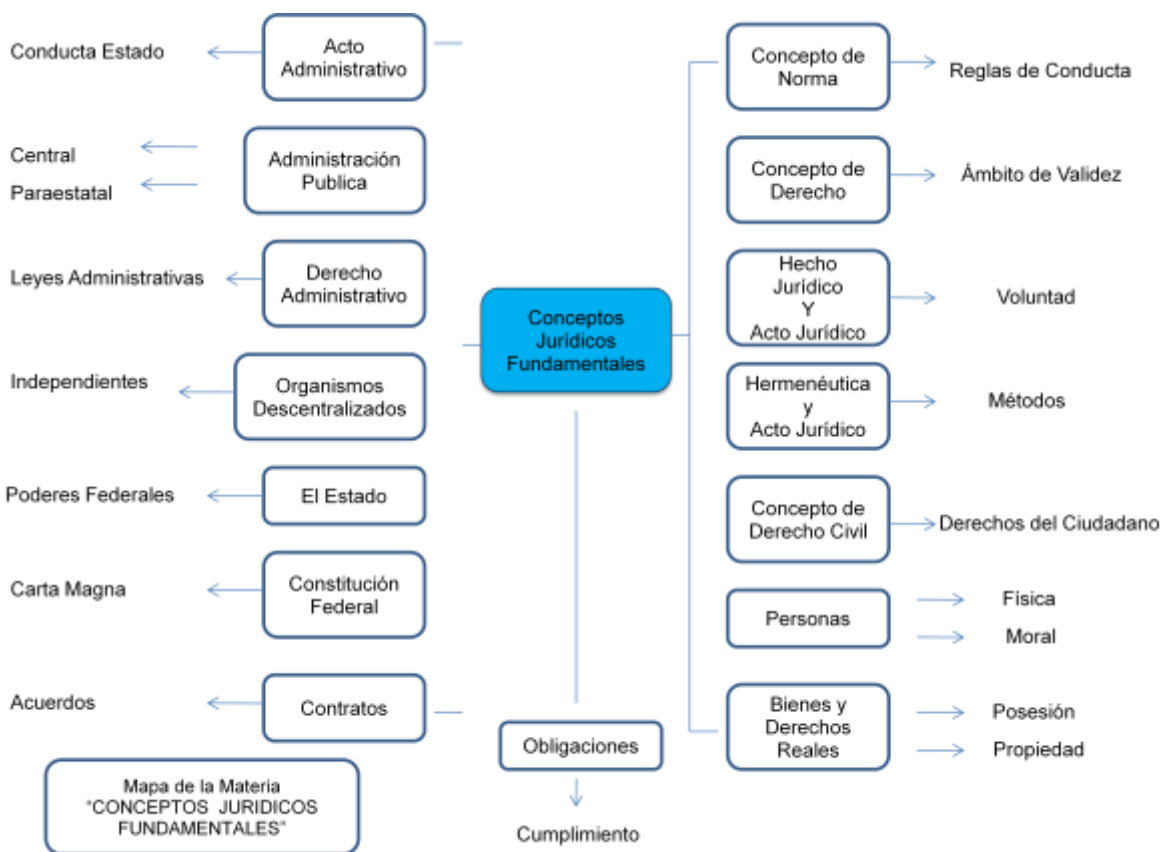 Conducta Estado
Acto
Administrativo
Central
Paraestatal
Administración
Publica
Leyes Administrativas
Derecho
Administrativo
Independientes
Organismos
Descentralizados
Poderes Federales
El Estado
Carta Magna
Constitución
Federal
Acuerdos
Contratos
Mapa de la Materia
"CONCEPTOS JURIDICOS
FUNDAMENTALES"
Conceptos
Jurídicos
Fundamentales
Obligaciones
Cumplimiento
Concepto de
Norma
Reglas de Conducta
Concepto de
Derecho
Ámbito de Validez
Hecho
Jurídico
Y
Acto Jurídico
Voluntad
Hermenéutica
y
Acto Jurídico
Métodos
Concepto de
Derecho Civil
Derechos del Ciudadano
Personas
Física
Moral
Bienes y
Derechos
Reales
Posesión
Propiedad